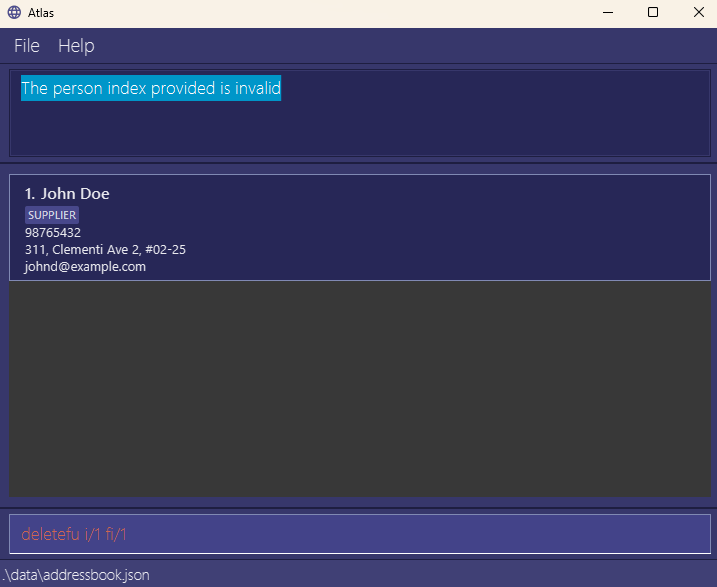 Atlas
File Help
The person index provided is invalid
1. John Doe
SUPPLIER
98765432
311, Clementi Ave 2, #02-25
johnd@example.com
deletefu i/1 fi/1
.\data\addressbook.json